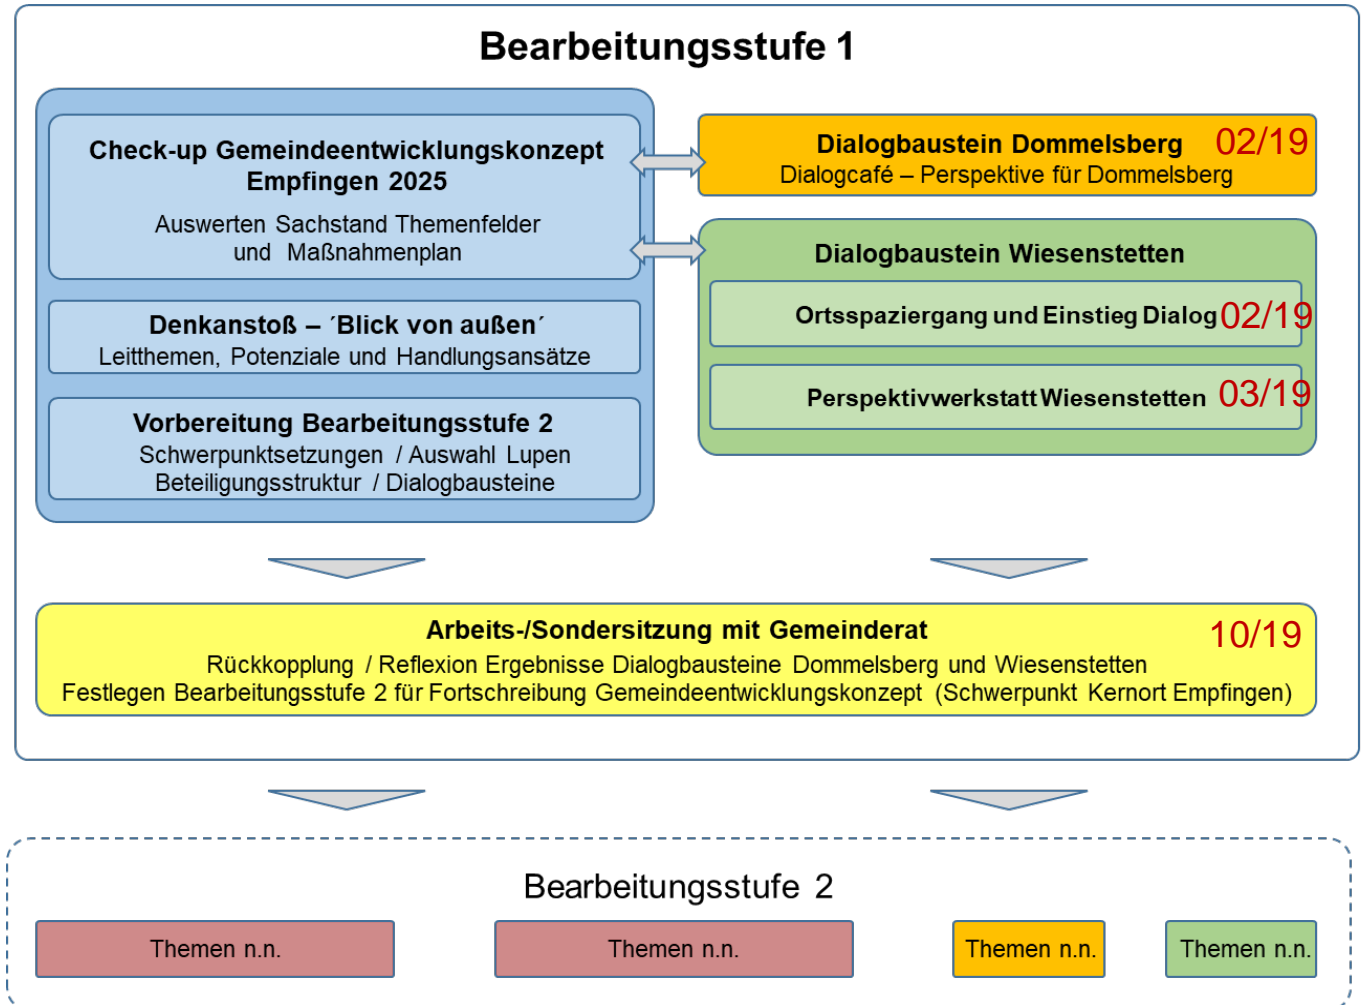 Bearbeitungsstufe 1
Check-up Gemeindeentwicklungskonzept
Empfingen 2025
Auswerten Sachstand Themenfelder
und Maßnahmenplan
Denkanstoß – ´Blick von außen´
Leitthemen, Potenziale und Handlungsansätze
Vorbereitung Bearbeitungsstufe 2
Schwerpunktsetzungen / Auswahl Lupen
Beteiligungsstruktur / Dialogbausteine
Dialogbaustein Dommelsberg 02/19
Dialogcafé – Perspektive für Dommelsberg
Dialogbaustein Wiesenstetten
Ortsspaziergang und Einstieg Dialog 02/19
Perspektivwerkstatt Wiesenstetten 03/19
Arbeits-/Sondersitzung mit Gemeinderat 10/19
Rückkopplung / Reflexion Ergebnisse Dialogbausteine Dommelsberg und Wiesenstetten
Festlegen Bearbeitungsstufe 2 für Fortschreibung Gemeindeentwicklungskonzept (Schwerpunkt Kernort Empfingen)
Bearbeitungsstufe 2
Themen n.n.
Themen n.n.
Themen n.n.
Themen n.n.